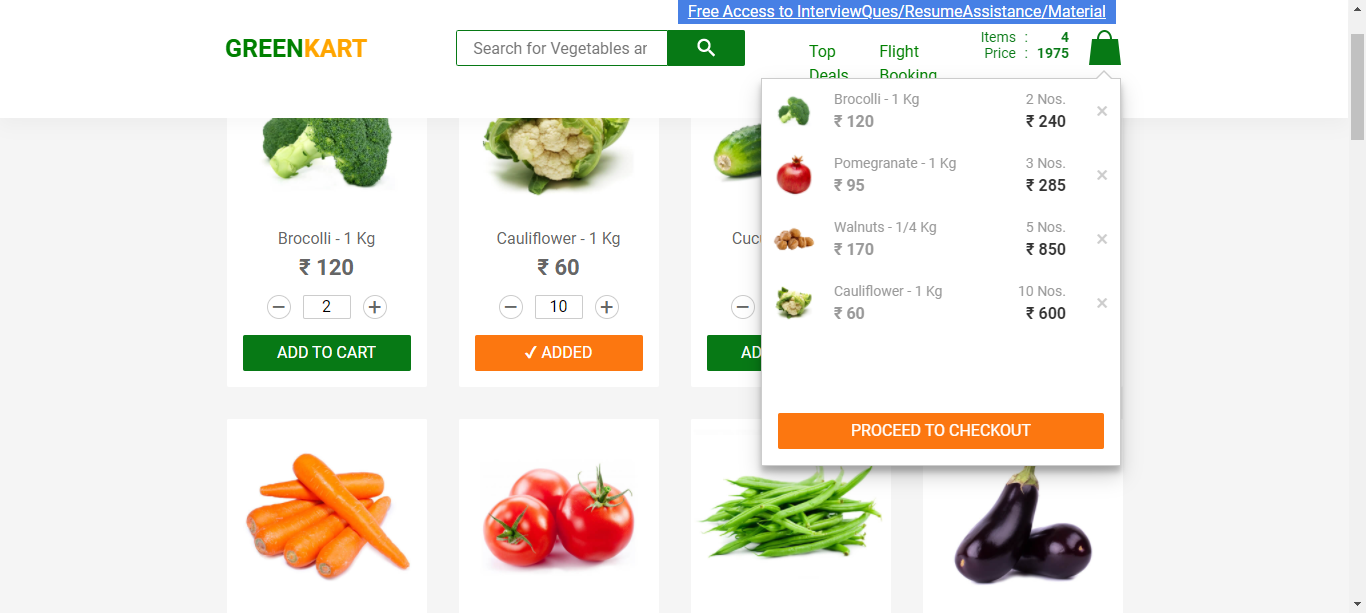 Free Access to InterviewQues/ResumeAssistance/Material
GREENKART
Search for Vegetables ar
Top
Deals
Flight
Booking
Items : 4
Price : 1975
Brocolli - 1 Kg
₹ 120
2 Nos.
₹ 240
×
Pomegranate - 1 Kg
₹ 95
3 Nos.
₹ 285
×
Walnuts - 1/4 Kg
₹ 170
5 Nos.
₹ 850
×
Cauliflower - 1 Kg
₹ 60
10 Nos.
₹ 600
×
PROCEED TO CHECKOUT
Brocolli - 1 Kg
₹ 120
− 2 +
ADD TO CART
Cauliflower - 1 Kg
₹ 60
− 10 +
✓ ADDED
Cucu
−
AD